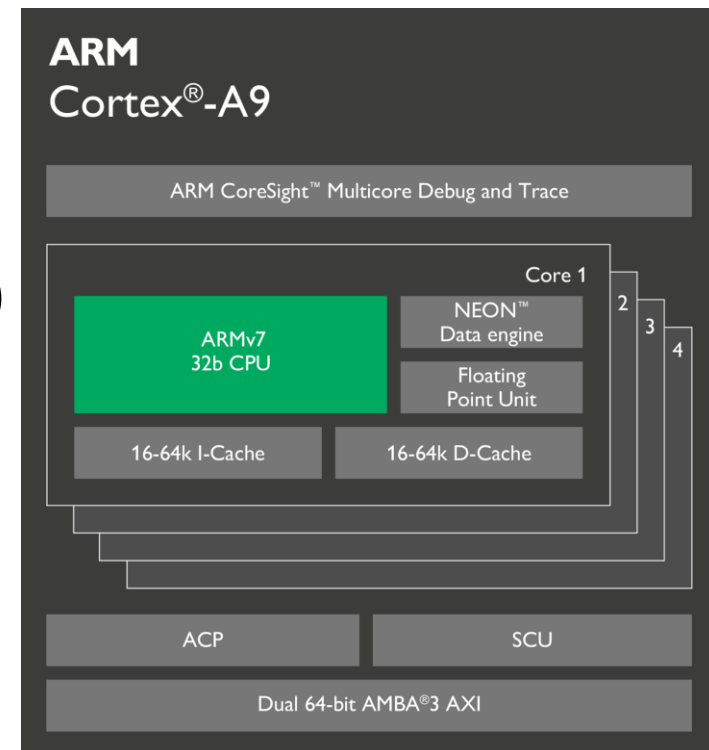 ARM
Cortex®-A9
ARM CoreSight™ Multicore Debug and Trace
Core 1
2
3
4
ARMv7
32b CPU
NEON™
Data engine
Floating
Point Unit
16-64k I-Cache
16-64k D-Cache
ACP
SCU
Dual 64-bit AMBA®3 AXI